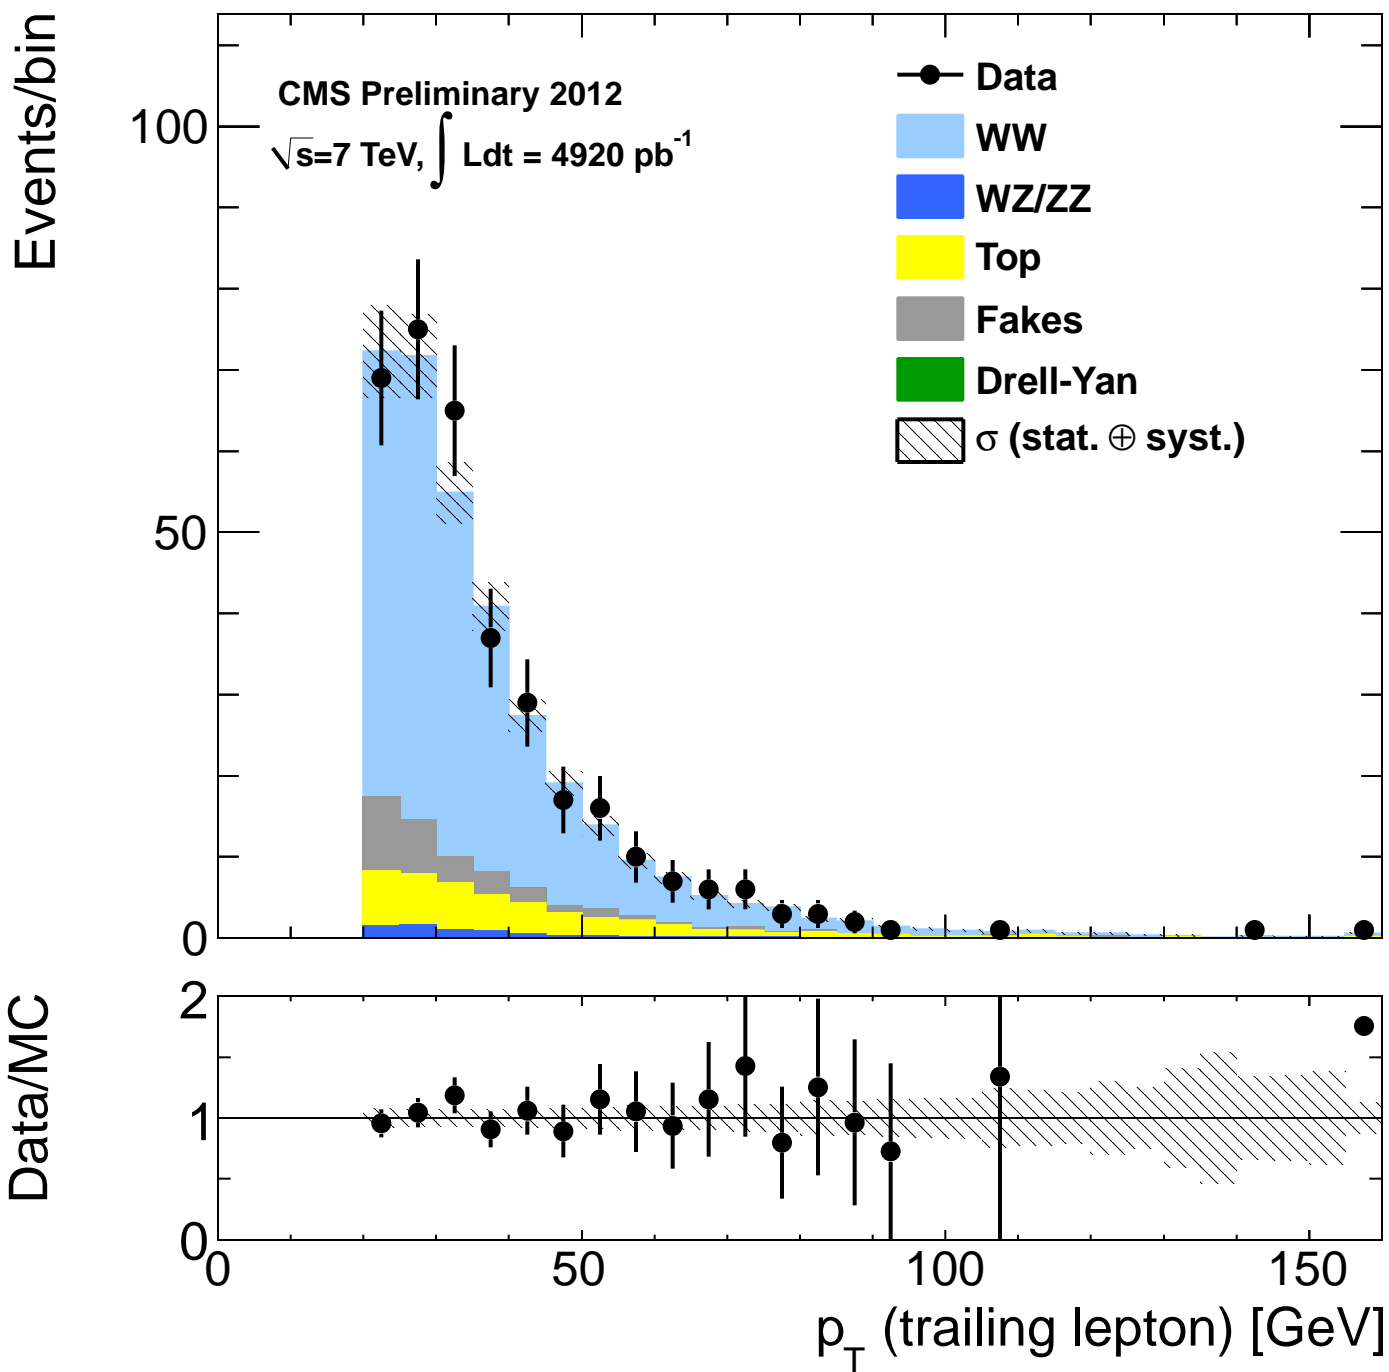 Events/bin
100
50
0
CMS Preliminary 2012
√s=7 TeV, ∫ Ldt = 4920 pb⁻¹
Data
WW
WZ/ZZ
Top
Fakes
Drell-Yan
σ (stat. ⊕ syst.)
Data/MC
2
1
0
0 50 100 150
p_T (trailing lepton) [GeV]